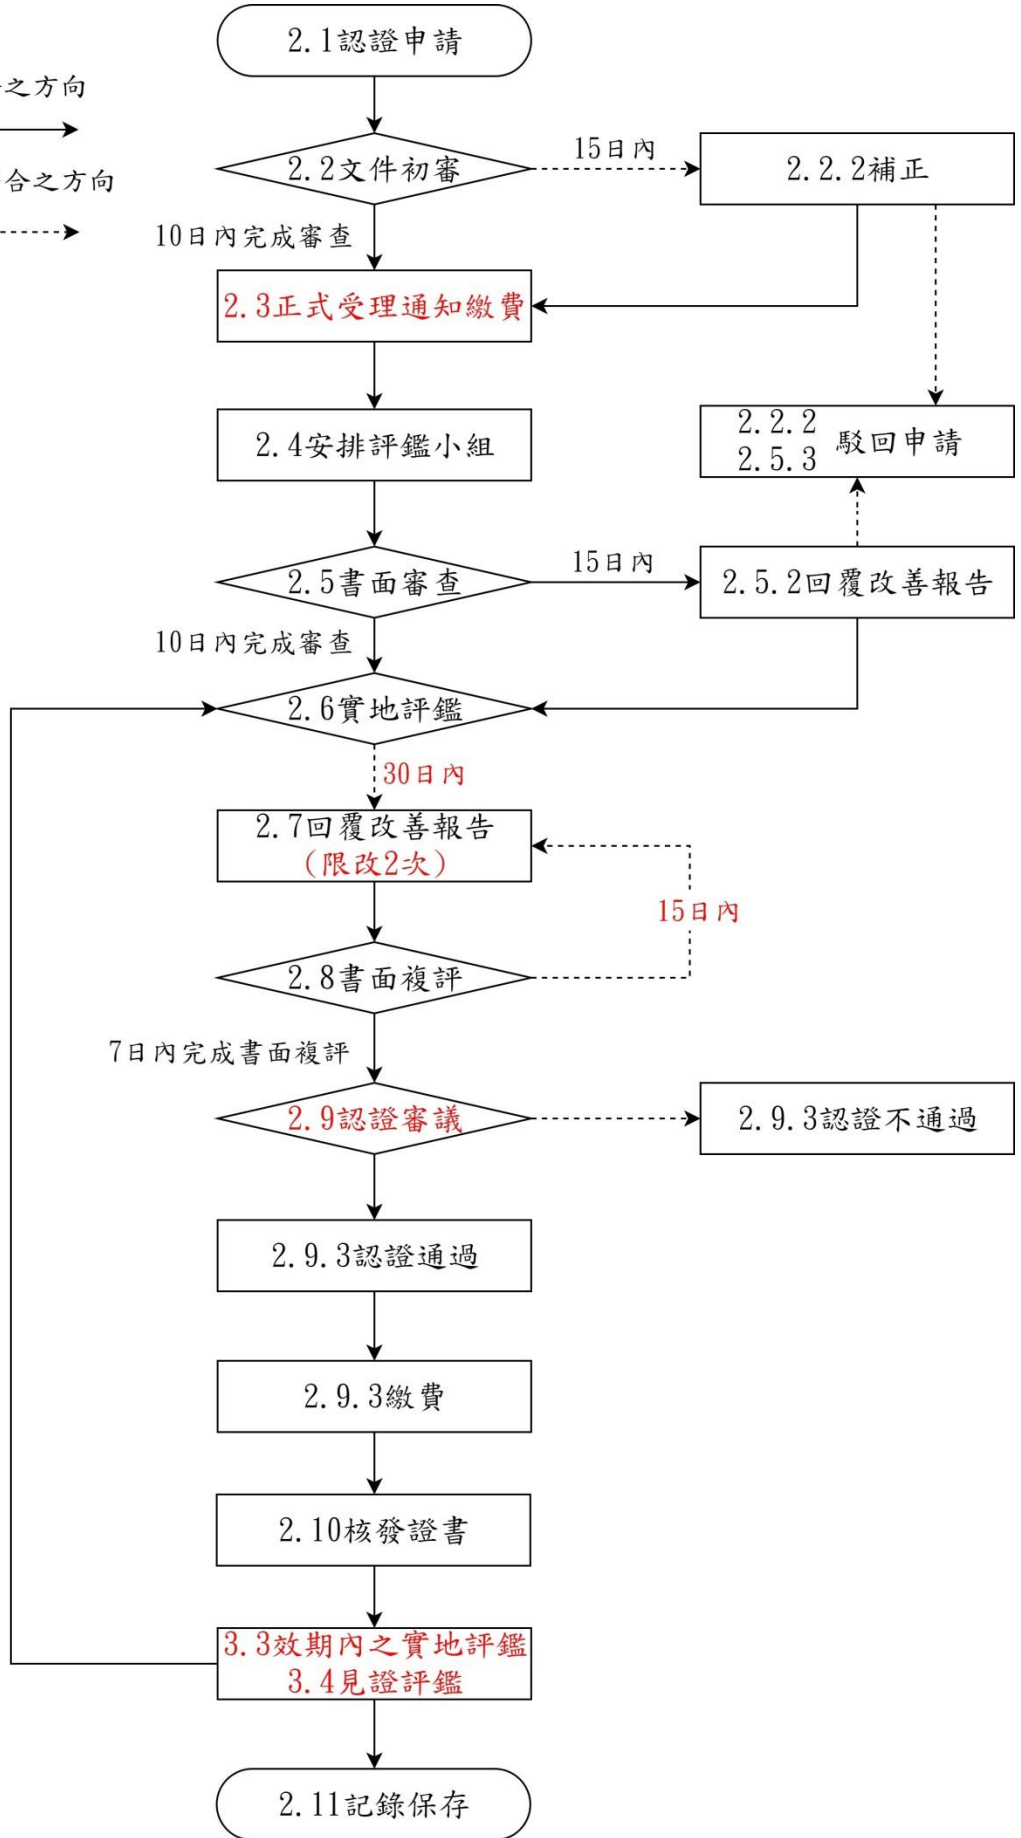 2.1認證申請
之方向
2.2文件初審
15日內
2.2.2補正
合之方向
10日內完成審查
2.3正式受理通知繳費
2.4安排評鑑小組
2.2.2
2.5.3
駁回申請
2.5書面審查
15日內
2.5.2回覆改善報告
10日內完成審查
2.6實地評鑑
30日內
2.7回覆改善報告
(限改2次)
15日內
2.8書面複評
7日內完成書面複評
2.9認證審議
2.9.3認證不通過
2.9.3認證通過
2.9.3繳費
2.10核發證書
3.3效期內之實地評鑑
3.4見證評鑑
2.11記錄保存